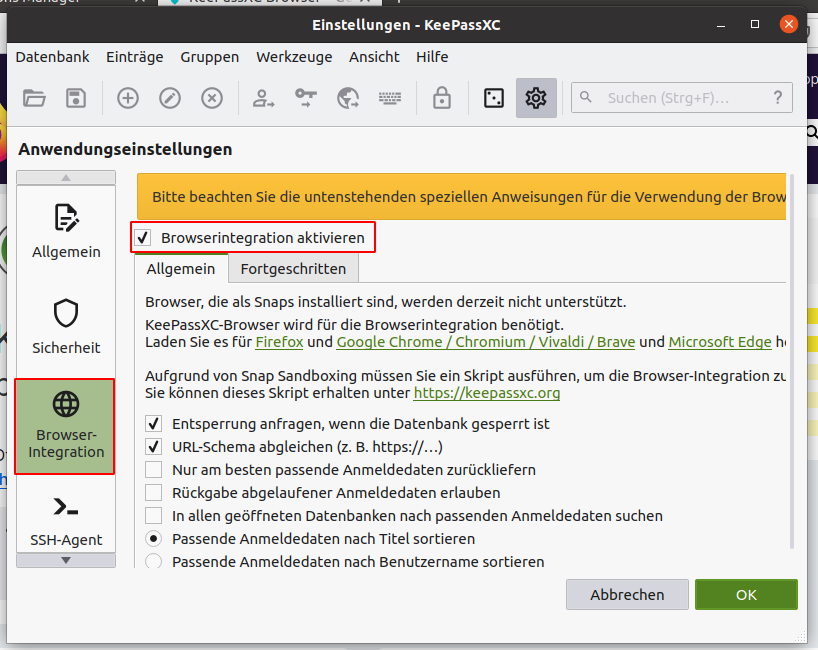 Einstellungen - KeePassXC
Datenbank Einträge Gruppen Werkzeuge Ansicht Hilfe
Suchen (Strg+F)… ?
Anwendungseinstellungen
Bitte beachten Sie die untenstehenden speziellen Anweisungen für die Verwendung der
Browserintegration aktivieren
Allgemein
Allgemein Fortgeschritten
Browser, die als Snaps installiert sind, werden derzeit nicht unterstützt.
KeePassXC-Browser wird für die Browserintegration benötigt.
Laden Sie es für Firefox und Google Chrome / Chromium / Vivaldi / Brave und Microsoft Edge
Sicherheit
Aufgrund von Snap Sandboxing müssen Sie ein Skript ausführen, um die Browser-Integration
Sie können dieses Skript erhalten unter https://keepassxc.org
Browser-
Integration
Entsperrung anfragen, wenn die Datenbank gesperrt ist
URL-Schema abgleichen (z. B. https://…)
Nur am besten passende Anmeldedaten zurückliefern
Rückgabe abgelaufener Anmeldedaten erlauben
In allen geöffneten Datenbanken nach passenden Anmeldedaten suchen
Passende Anmeldedaten nach Titel sortieren
Passende Anmeldedaten nach Benutzername sortieren
SSH-Agent
Abbrechen OK